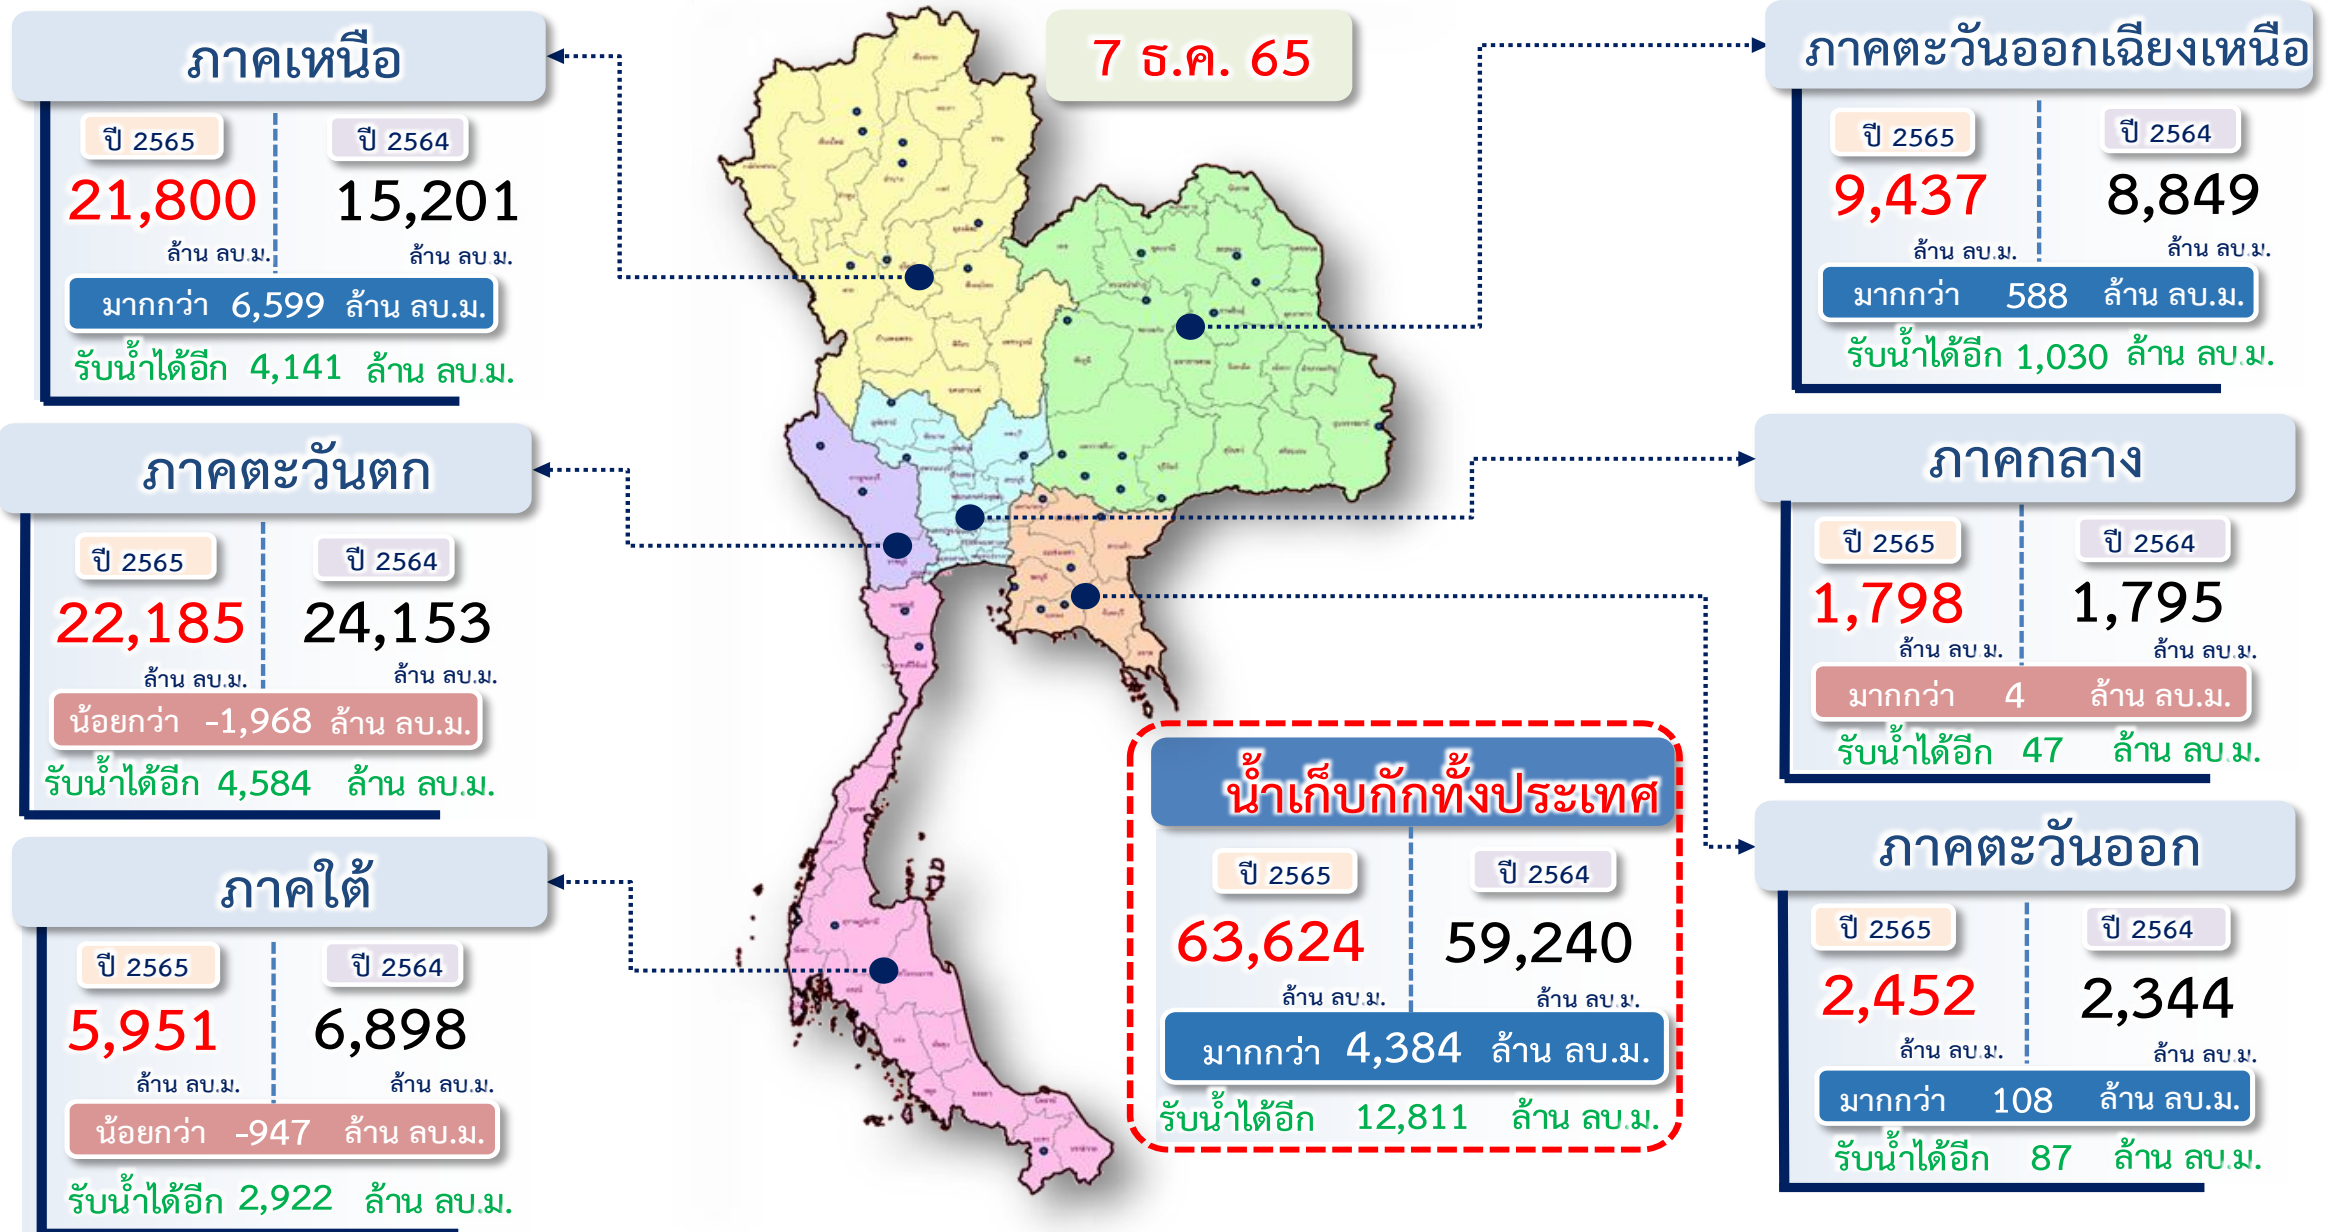 7 ธ.ค. 65
ภาคเหนือ
ปี 2565 ปี 2564
21,800 15,201
ล้าน ลบ.ม. ล้าน ลบ.ม.
มากกว่า 6,599 ล้าน ลบ.ม.
รับน้ำได้อีก 4,141 ล้าน ลบ.ม.
ภาคตะวันตก
ปี 2565 ปี 2564
22,185 24,153
ล้าน ลบ.ม. ล้าน ลบ.ม.
น้อยกว่า -1,968 ล้าน ลบ.ม.
รับน้ำได้อีก 4,584 ล้าน ลบ.ม.
ภาคใต้
ปี 2565 ปี 2564
5,951 6,898
ล้าน ลบ.ม. ล้าน ลบ.ม.
น้อยกว่า -947 ล้าน ลบ.ม.
รับน้ำได้อีก 2,922 ล้าน ลบ.ม.
น้ำเก็บกักทั้งประเทศ
ปี 2565 ปี 2564
63,624 59,240
ล้าน ลบ.ม. ล้าน ลบ.ม.
มากกว่า 4,384 ล้าน ลบ.ม.
รับน้ำได้อีก 12,811 ล้าน ลบ.ม.
ภาคตะวันออกเฉียงเหนือ
ปี 2565 ปี 2564
9,437 8,849
ล้าน ลบ.ม. ล้าน ลบ.ม.
มากกว่า 588 ล้าน ลบ.ม.
รับน้ำได้อีก 1,030 ล้าน ลบ.ม.
ภาคกลาง
ปี 2565 ปี 2564
1,798 1,795
ล้าน ลบ.ม. ล้าน ลบ.ม.
มากกว่า 4 ล้าน ลบ.ม.
รับน้ำได้อีก 47 ล้าน ลบ.ม.
ภาคตะวันออก
ปี 2565 ปี 2564
2,452 2,344
ล้าน ลบ.ม. ล้าน ลบ.ม.
มากกว่า 108 ล้าน ลบ.ม.
รับน้ำได้อีก 87 ล้าน ลบ.ม.